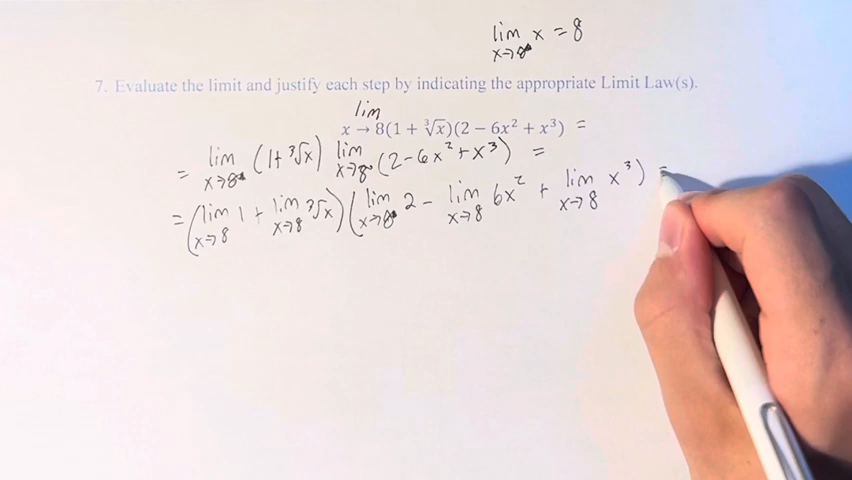 lim x→8 x = 8
7. Evaluate the limit and justify each step by indicating the appropriate Limit Law(s).
lim
x → 8(1 + ∛x)(2 − 6x² + x³) =
= lim x→8 (1+∛x) lim x→8 (2−6x²+x³) =
= (lim x→8 1 + lim x→8 ∛x)(lim x→8 2 − lim x→8 6x² + lim x→8 x³) =